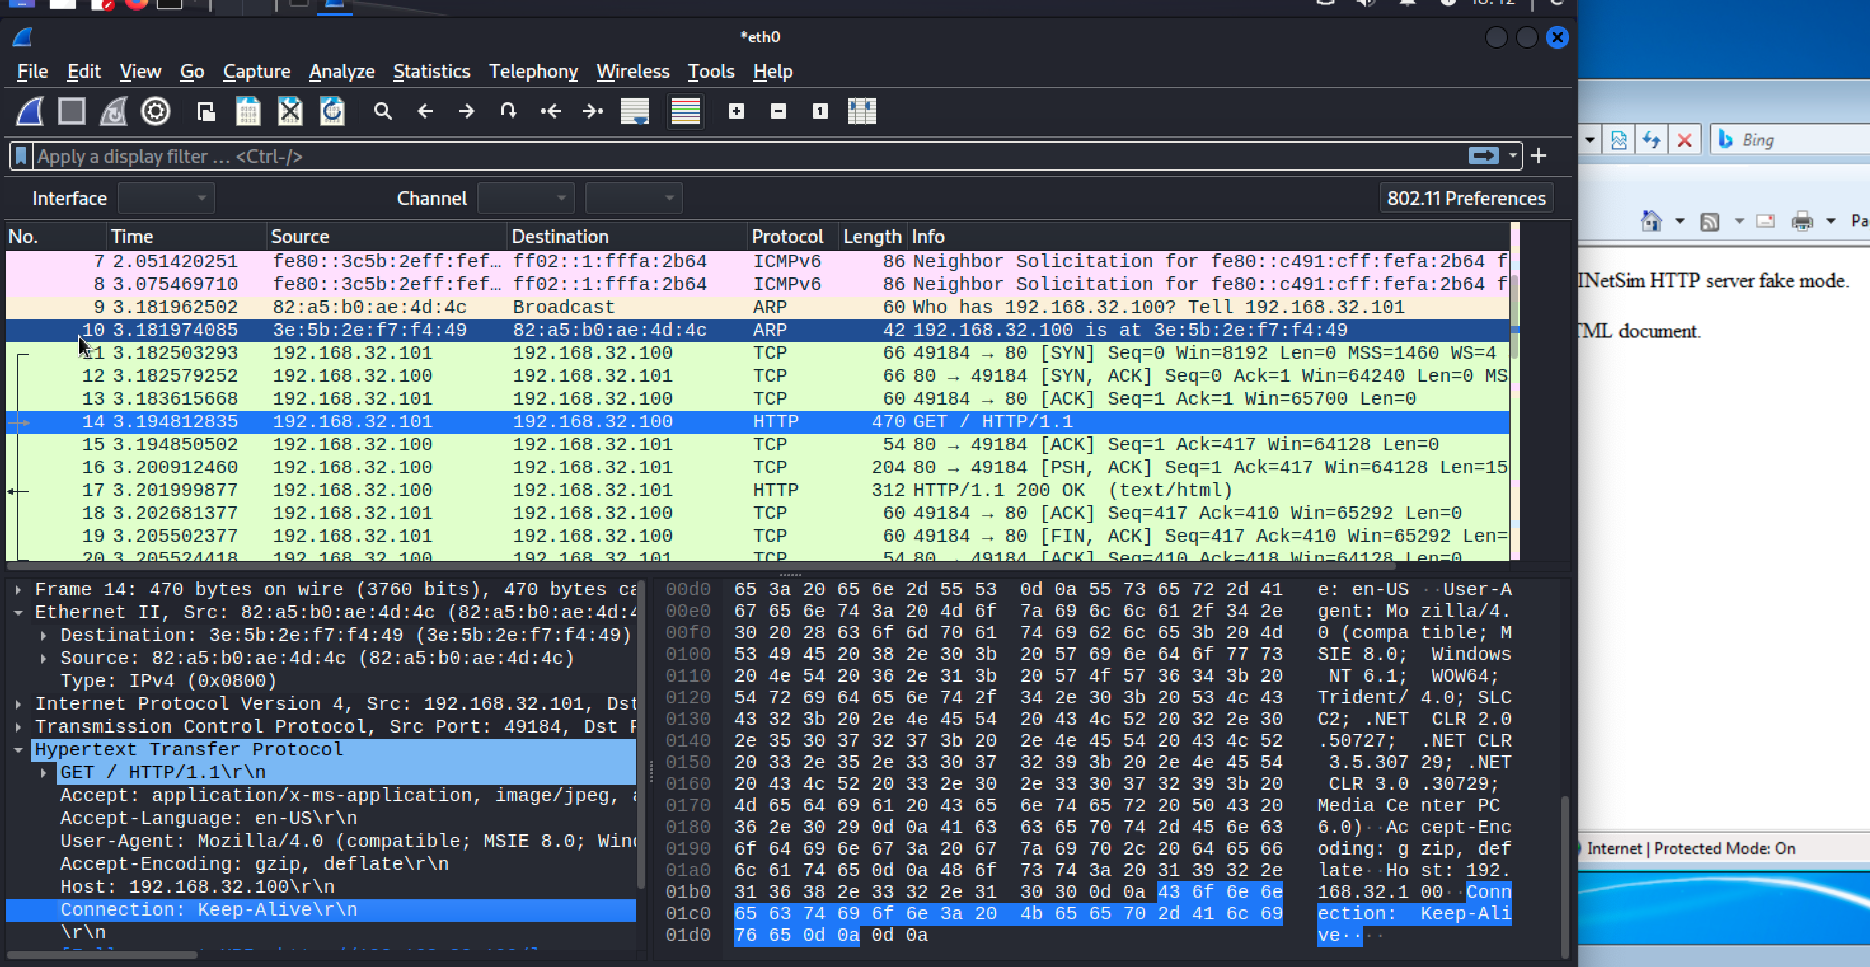 *eth0
File Edit View Go Capture Analyze Statistics Telephony Wireless Tools Help
Apply a display filter ... <Ctrl-/>
Bing
Interface Channel 802.11 Preferences
No. Time Source Destination Protocol Length Info
7 2.051420251 fe80::3c5b:2eff:fef… ff02::1:fffa:2b64 ICMPv6 86 Neighbor Solicitation for fe80::c491:cff:fefa:2b64 f
8 3.075469710 fe80::3c5b:2eff:fef… ff02::1:fffa:2b64 ICMPv6 86 Neighbor Solicitation for fe80::c491:cff:fefa:2b64 f
9 3.181962502 82:a5:b0:ae:4d:4c Broadcast ARP 60 Who has 192.168.32.100? Tell 192.168.32.101
10 3.181974085 3e:5b:2e:f7:f4:49 82:a5:b0:ae:4d:4c ARP 42 192.168.32.100 is at 3e:5b:2e:f7:f4:49
11 3.182503293 192.168.32.101 192.168.32.100 TCP 66 49184 → 80 [SYN] Seq=0 Win=8192 Len=0 MSS=1460 WS=4
12 3.182579252 192.168.32.100 192.168.32.101 TCP 66 80 → 49184 [SYN, ACK] Seq=0 Ack=1 Win=64240 Len=0 MS
13 3.183615668 192.168.32.101 192.168.32.100 TCP 60 49184 → 80 [ACK] Seq=1 Ack=1 Win=65700 Len=0
14 3.194812835 192.168.32.101 192.168.32.100 HTTP 470 GET / HTTP/1.1
15 3.194850502 192.168.32.100 192.168.32.101 TCP 54 80 → 49184 [ACK] Seq=1 Ack=417 Win=64128 Len=0
16 3.200912460 192.168.32.100 192.168.32.101 TCP 204 80 → 49184 [PSH, ACK] Seq=1 Ack=417 Win=64128 Len=15
17 3.201999877 192.168.32.100 192.168.32.101 HTTP 312 HTTP/1.1 200 OK (text/html)
18 3.202681377 192.168.32.101 192.168.32.100 TCP 60 49184 → 80 [ACK] Seq=417 Ack=410 Win=65292 Len=0
19 3.205502377 192.168.32.101 192.168.32.100 TCP 60 49184 → 80 [FIN, ACK] Seq=417 Ack=410 Win=65292 Len=
20 3.205524418 192.168.32.100 192.168.32.101 TCP 54 80 → 49184 [ACK] Seq=410 Ack=418 Win=64128 Len=0
Pa
INetSim HTTP server fake mode.
TML document.
Frame 14: 470 bytes on wire (3760 bits), 470 bytes ca
Ethernet II, Src: 82:a5:b0:ae:4d:4c (82:a5:b0:ae:4d:4
Destination: 3e:5b:2e:f7:f4:49 (3e:5b:2e:f7:f4:49)
Source: 82:a5:b0:ae:4d:4c (82:a5:b0:ae:4d:4c)
Type: IPv4 (0x0800)
Internet Protocol Version 4, Src: 192.168.32.101, Dst
Transmission Control Protocol, Src Port: 49184, Dst P
Hypertext Transfer Protocol
GET / HTTP/1.1\r\n
Accept: application/x-ms-application, image/jpeg, a
Accept-Language: en-US\r\n
User-Agent: Mozilla/4.0 (compatible; MSIE 8.0; Win
Accept-Encoding: gzip, deflate\r\n
Host: 192.168.32.100\r\n
Connection: Keep-Alive\r\n
\r\n
00d0 65 3a 20 65 6e 2d 55 53 0d 0a 55 73 65 72 2d 41 e: en-US ··User-A
00e0 67 65 6e 74 3a 20 4d 6f 7a 69 6c 6c 61 2f 34 2e gent: Mo zilla/4.
00f0 30 20 28 63 6f 6d 70 61 74 69 62 6c 65 3b 20 4d 0 (compa tible; M
0100 53 49 45 20 38 2e 30 3b 20 57 69 6e 64 6f 77 73 SIE 8.0; Windows
0110 20 4e 54 20 36 2e 31 3b 20 57 4f 57 36 34 3b 20 NT 6.1; WOW64;
0120 54 72 69 64 65 6e 74 2f 34 2e 30 3b 20 53 4c 43 Trident/ 4.0; SLC
0130 43 32 3b 20 2e 4e 45 54 20 43 4c 52 20 32 2e 30 C2; .NET CLR 2.0
0140 2e 35 30 37 32 37 3b 20 2e 4e 45 54 20 43 4c 52 .50727; .NET CLR
0150 20 33 2e 35 2e 33 30 37 32 39 3b 20 2e 4e 45 54 3.5.307 29; .NET
0160 20 43 4c 52 20 33 2e 30 2e 33 30 37 32 39 3b 20 CLR 3.0 .30729;
0170 4d 65 64 69 61 20 43 65 6e 74 65 72 20 50 43 20 Media Ce nter PC
0180 36 2e 30 29 0d 0a 41 63 63 65 70 74 2d 45 6e 63 6.0)··Ac cept-Enc
0190 6f 64 69 6e 67 3a 20 67 7a 69 70 2c 20 64 65 66 oding: g zip, def
01a0 6c 61 74 65 0d 0a 48 6f 73 74 3a 20 31 39 32 2e late··Ho st: 192.
01b0 31 36 38 2e 33 32 2e 31 30 30 0d 0a 43 6f 6e 6e 168.32.1 00··Conn
01c0 65 63 74 69 6f 6e 3a 20 4b 65 65 70 2d 41 6c 69 ection: Keep-Ali
01d0 76 65 0d 0a 0d 0a ve····
Internet | Protected Mode: On